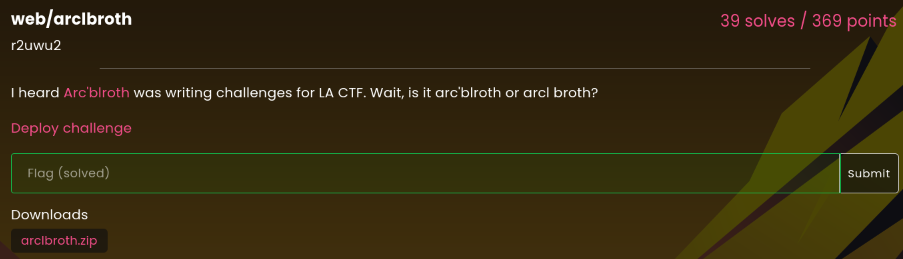 web/arclbroth
39 solves / 369 points
r2uwu2
I heard Arc'blroth was writing challenges for LA CTF. Wait, is it arc'blroth or arcl broth?
Deploy challenge
Flag (solved)
Submit
Downloads
arclbroth.zip